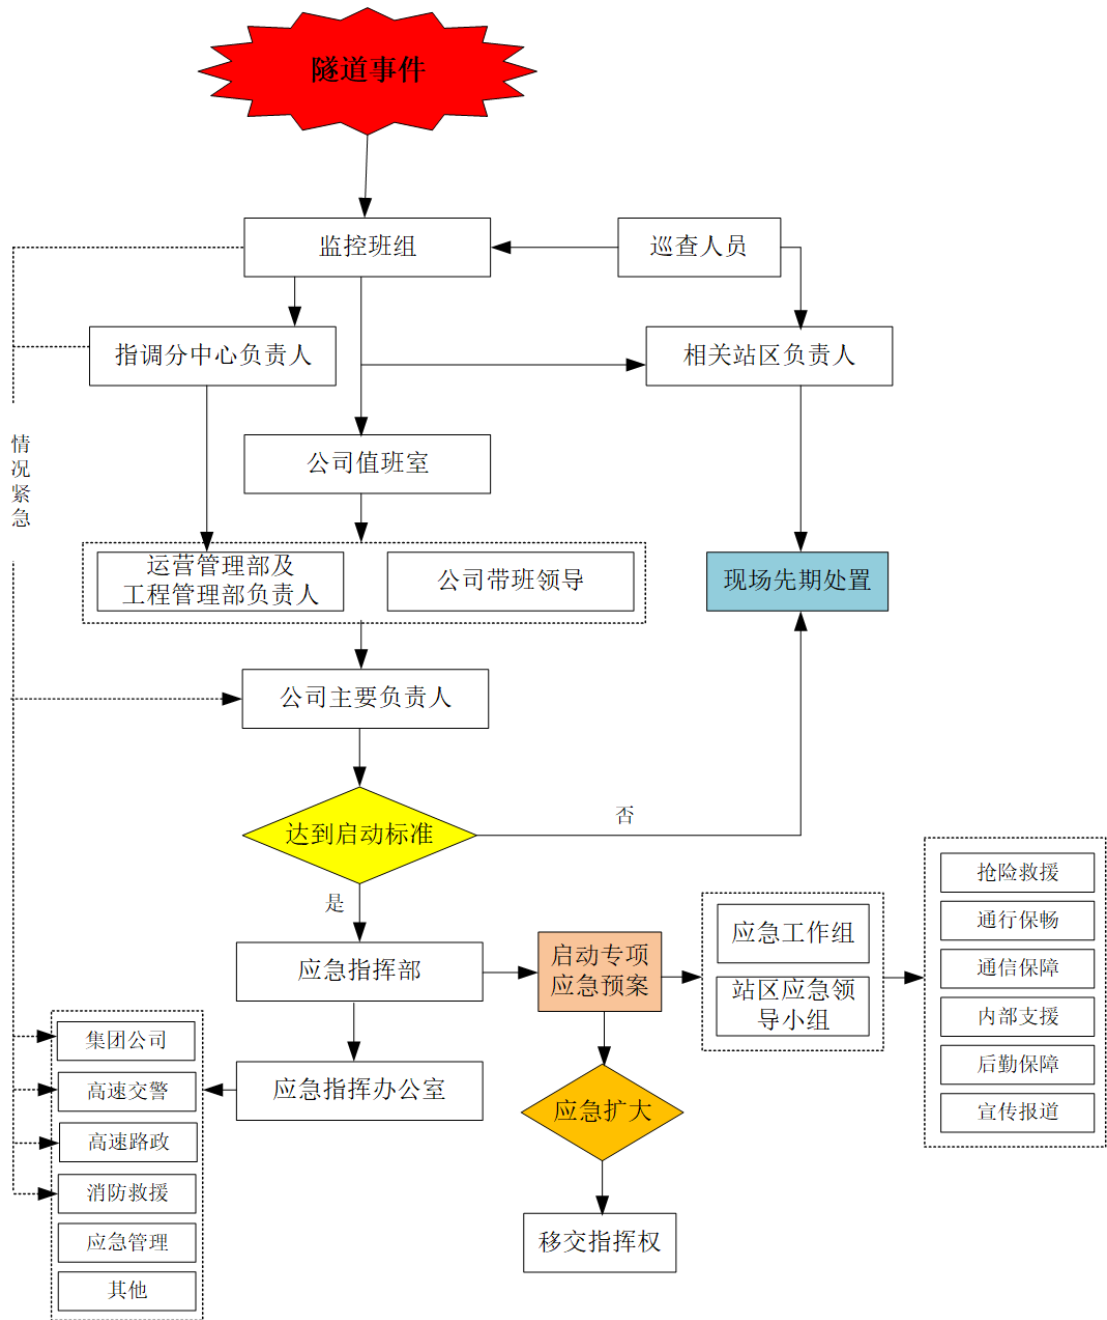 隧道事件
监控班组
巡查人员
指调分中心负责人
相关站区负责人
情况紧急
公司值班室
运营管理部及
工程管理部负责人
公司带班领导
现场先期处置
公司主要负责人
达到启动标准
否
是
应急指挥部
启动专项
应急预案
应急工作组
站区应急领
导小组
抢险救援
通行保畅
通信保障
内部支援
后勤保障
宣传报道
集团公司
高速交警
高速路政
消防救援
应急管理
其他
应急指挥办公室
应急扩大
移交指挥权